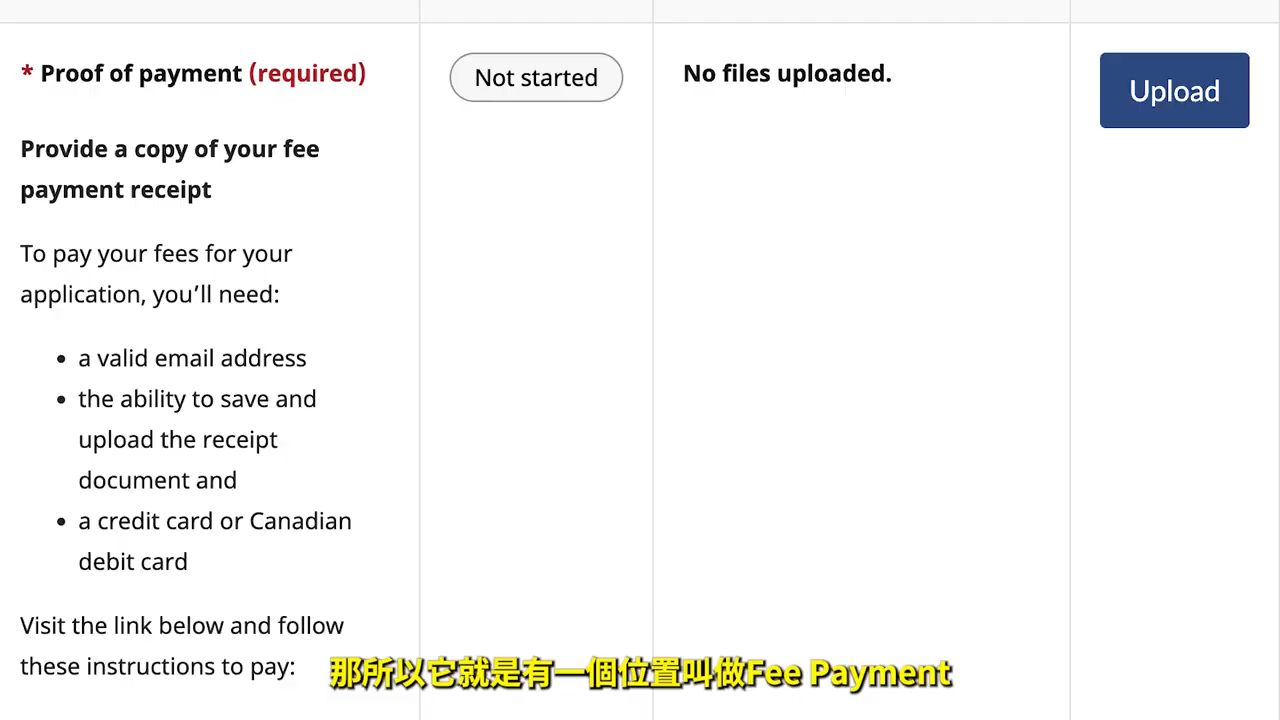 * Proof of payment (required)
Not started
No files uploaded.
Upload
Provide a copy of your fee
payment receipt
To pay your fees for your
application, you’ll need:
• a valid email address
• the ability to save and
upload the receipt
document and
• a credit card or Canadian
debit card
Visit the link below and follow
these instructions to pay:
那所以它就是有一個位置叫做Fee Payment